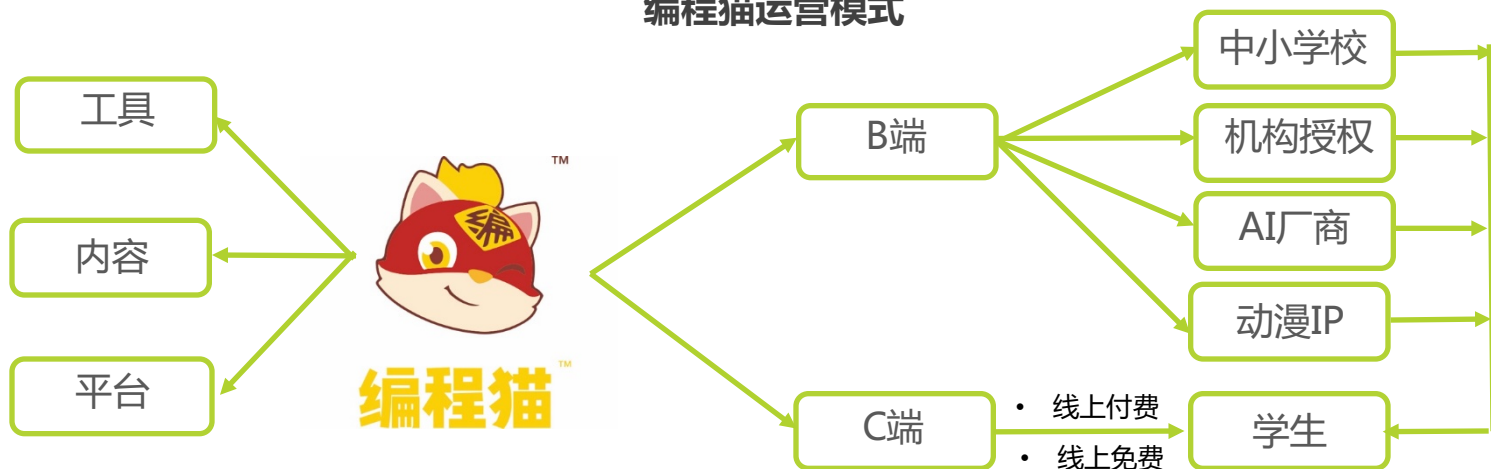 编程猫运营模式
工具
内容
平台
编
TM
编程猫
TM
B端
C端
中小学校
机构授权
AI厂商
动漫IP
• 线上付费
• 线上免费
学生